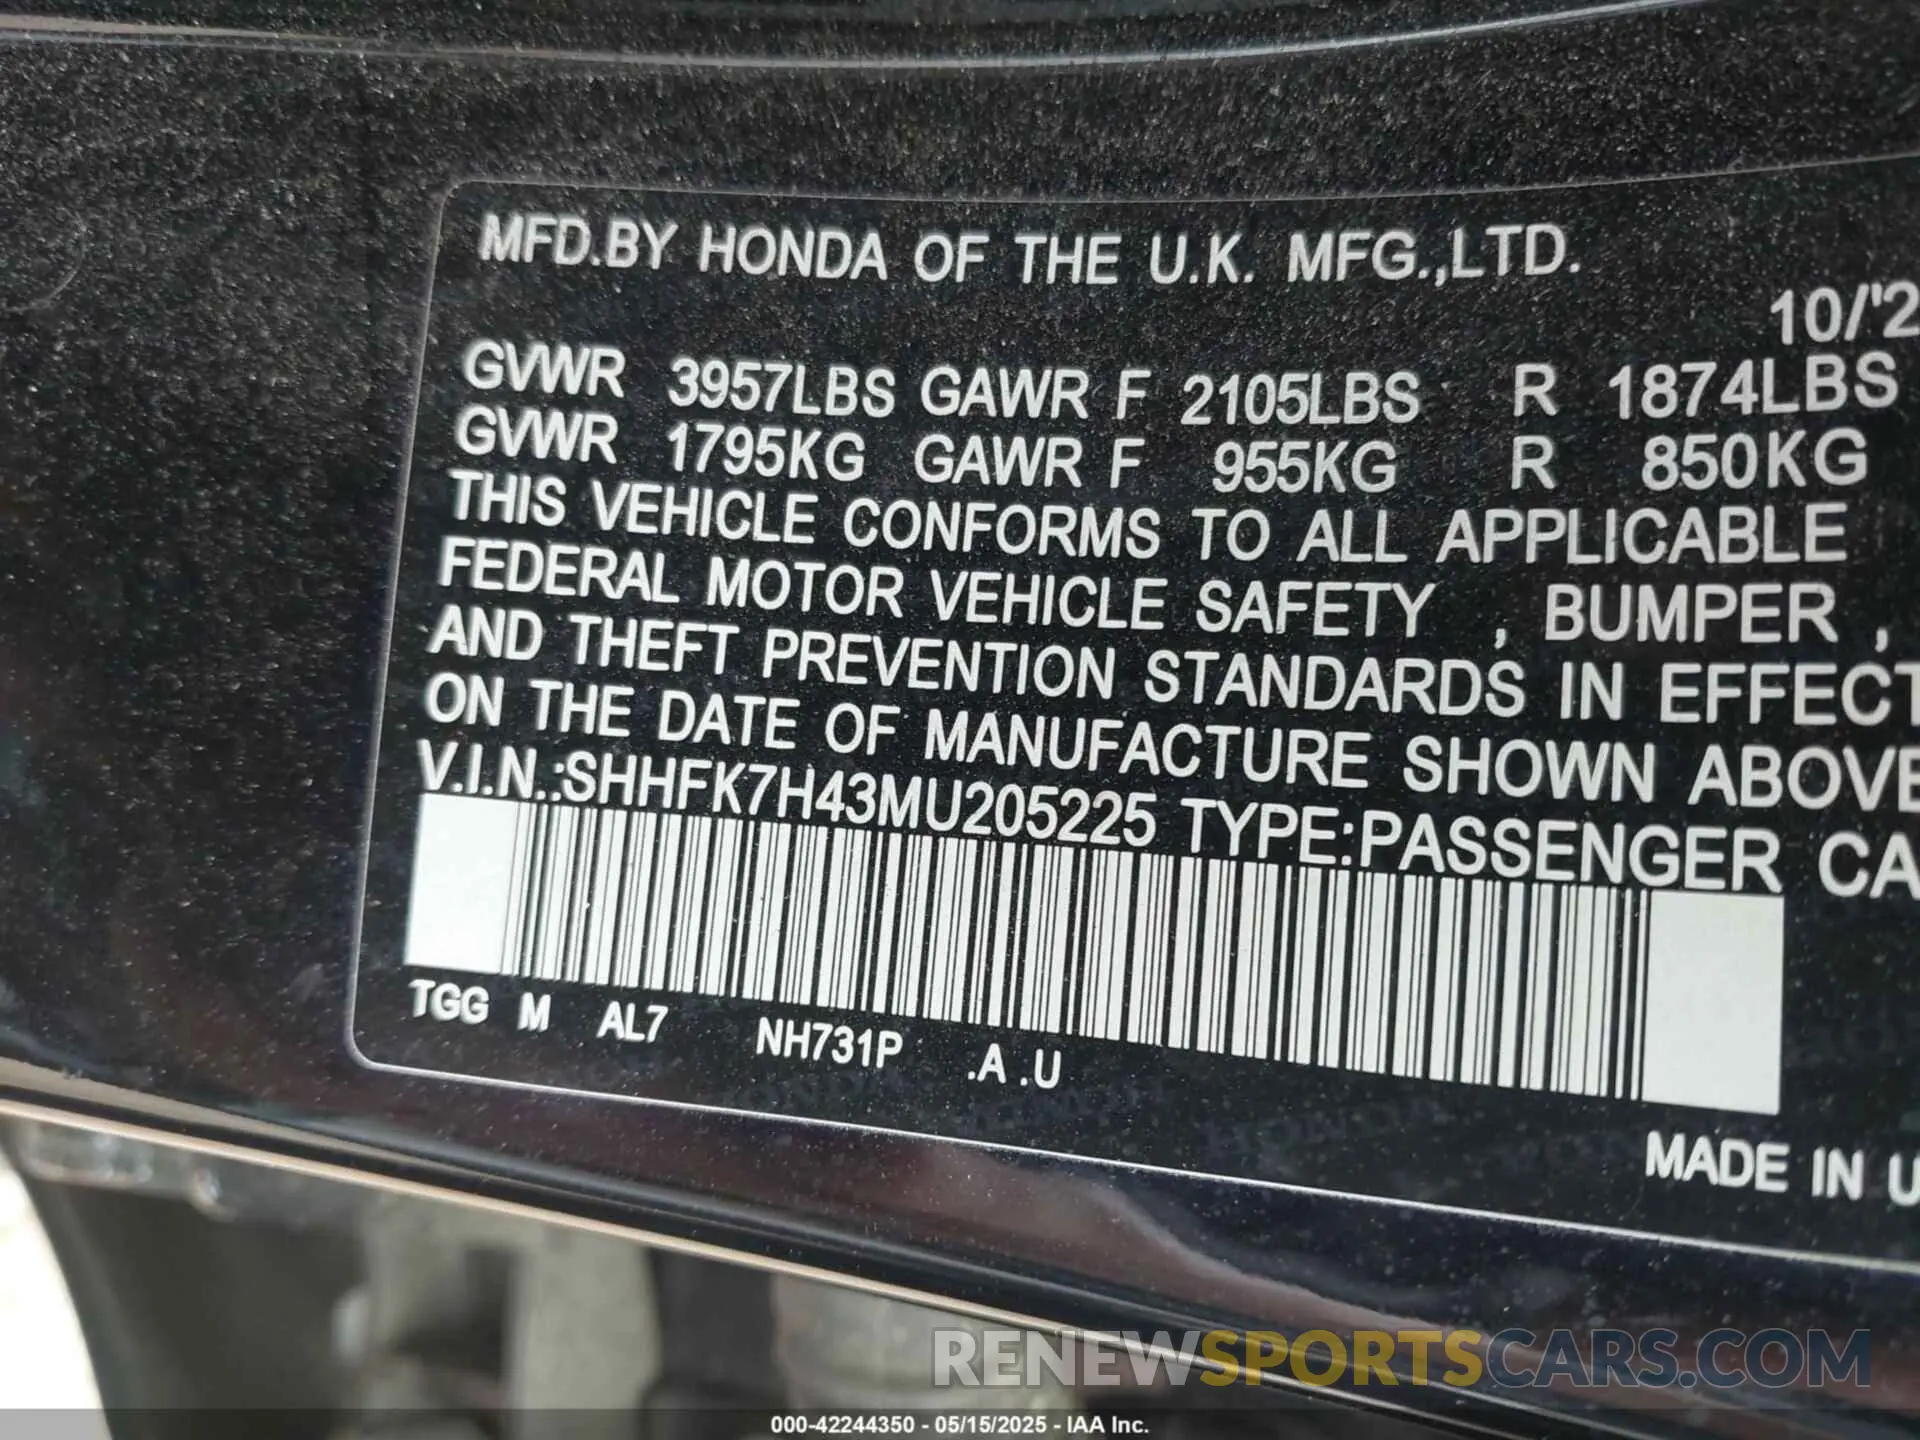 MFD.BY HONDA OF THE U.K. MFG.,LTD.
10/'2
GVWR 3957LBS GAWR F 2105LBS R 1874LBS
GVWR 1795KG GAWR F 955KG R 850KG
THIS VEHICLE CONFORMS TO ALL APPLICABLE
FEDERAL MOTOR VEHICLE SAFETY , BUMPER ,
AND THEFT PREVENTION STANDARDS IN EFFECT
ON THE DATE OF MANUFACTURE SHOWN ABOVE
V.I.N.:SHHFK7H43MU205225 TYPE:PASSENGER CA
TGG M AL7 NH731P .A .U
MADE IN U
RENEWSPORTSCARS.COM
000-42244350 - 05/15/2025 - IAA Inc.